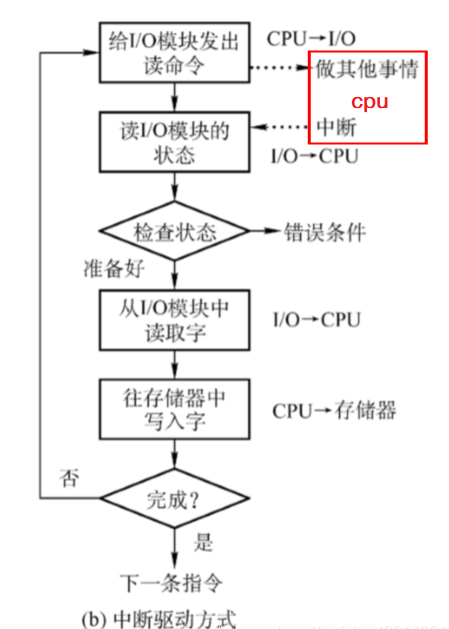 给I/O模块发出
读命令
CPU→I/O
做其他事情
cpu
中断
读I/O模块的
状态
I/O→CPU
检查状态
错误条件
准备好
从I/O模块中
读取字
I/O→CPU
往存储器中
写入字
CPU→存储器
否
完成?
是
下一条指令
(b) 中断驱动方式